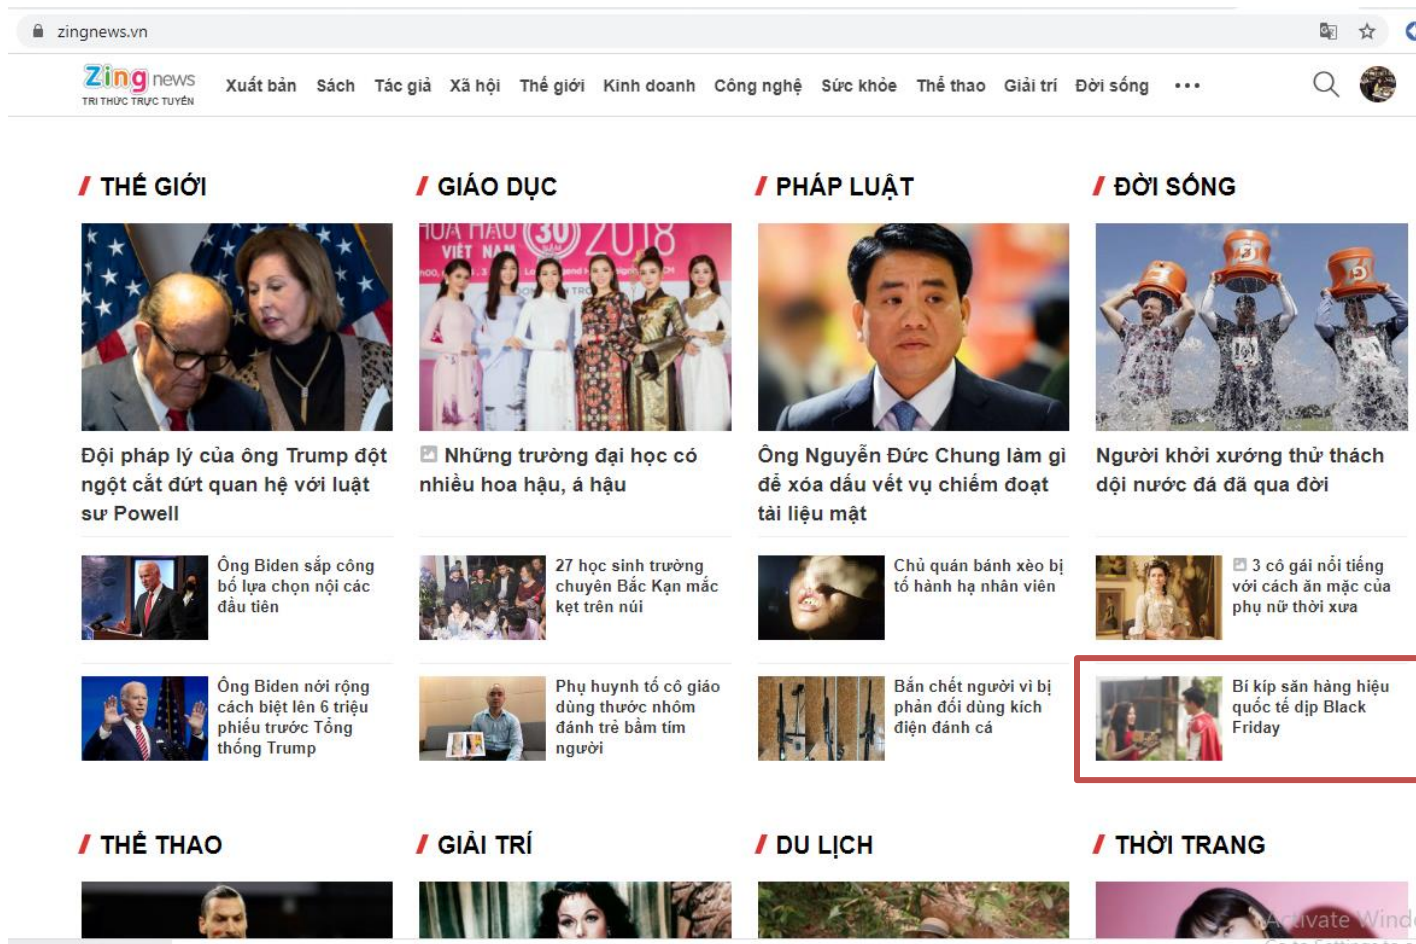 zingnews.vn
Zing news
TRI THỨC TRỰC TUYẾN
Xuất bản Sách Tác giả Xã hội Thế giới Kinh doanh Công nghệ Sức khỏe Thể thao Giải trí Đời sống •••
THẾ GIỚI
HOA HẬU 30 2018
VIỆT NAM NĂM
Đội pháp lý của ông Trump đột
ngột cắt đứt quan hệ với luật
sư Powell
Ông Biden sắp công
bố lựa chọn nội các
đầu tiên
Ông Biden nới rộng
cách biệt lên 6 triệu
phiếu trước Tổng
thống Trump
GIÁO DỤC
Những trường đại học có
nhiều hoa hậu, á hậu
27 học sinh trường
chuyên Bắc Kạn mắc
kẹt trên núi
Phụ huynh tố cô giáo
dùng thước nhôm
đánh trẻ bầm tím
người
PHÁP LUẬT
Ông Nguyễn Đức Chung làm gì
để xóa dấu vết vụ chiếm đoạt
tài liệu mật
Chủ quán bánh xèo bị
tố hành hạ nhân viên
Bắn chết người vì bị
phản đối dùng kích
điện đánh cá
ĐỜI SỐNG
Người khởi xướng thử thách
dội nước đá đã qua đời
3 cô gái nổi tiếng
với cách ăn mặc của
phụ nữ thời xưa
Bí kíp săn hàng hiệu
quốc tế dịp Black
Friday
THỂ THAO
GIẢI TRÍ
DU LỊCH
THỜI TRANG
Activate Wind